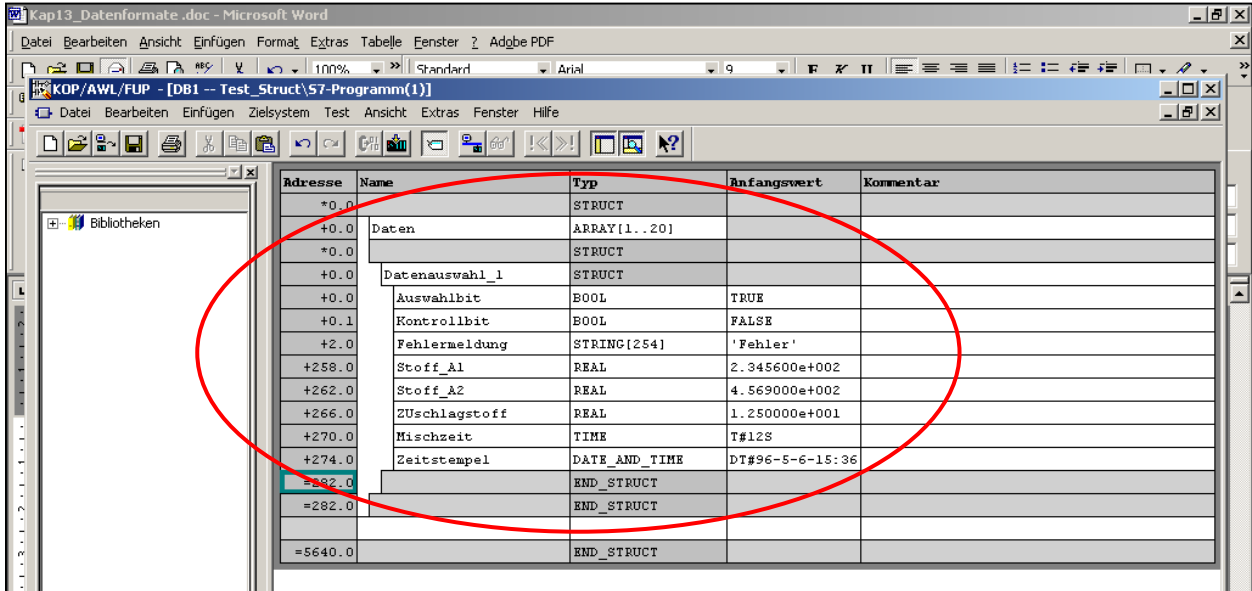 Kap13_Datenformate .doc - Microsoft Word
Datei Bearbeiten Ansicht Einfügen Format Extras Tabelle Fenster ? Adobe PDF
100% Standard Arial 9 F K U
KOP/AWL/FUP - [DB1 -- Test_Struct\S7-Programm(1)]
Datei Bearbeiten Einfügen Zielsystem Test Ansicht Extras Fenster Hilfe
Bibliotheken
Adresse Name Typ Anfangswert Kommentar
*0.0 STRUCT
+0.0 Daten ARRAY[1..20]
*0.0 STRUCT
+0.0 Datenauswahl_1 STRUCT
+0.0 Auswahlbit BOOL TRUE
+0.1 Kontrollbit BOOL FALSE
+2.0 Fehlermeldung STRING[254] 'Fehler'
+258.0 Stoff_A1 REAL 2.345600e+002
+262.0 Stoff_A2 REAL 4.569000e+002
+266.0 ZUschlagstoff REAL 1.250000e+001
+270.0 Mischzeit TIME T#12S
+274.0 Zeitstempel DATE_AND_TIME DT#96-5-6-15:36
=282.0 END_STRUCT
=282.0 END_STRUCT
=5640.0 END_STRUCT